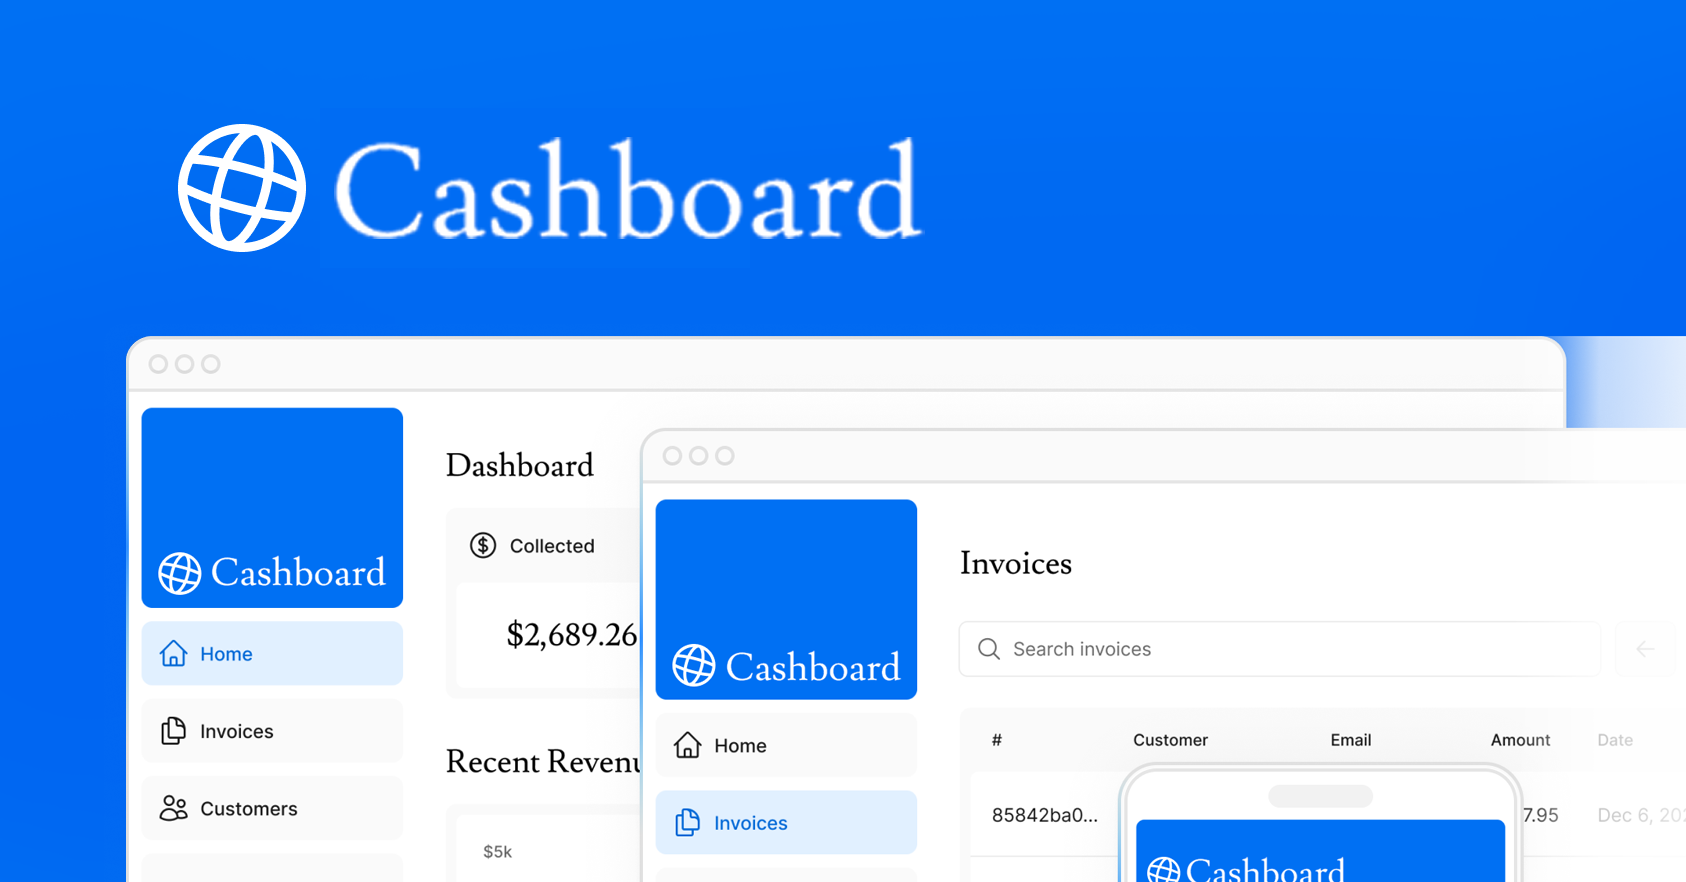 Cashboard
Cashboard
Home
Invoices
Customers
Dashboard
Collected
$2,689.26
Recent Revenu
$5k
Cashboard
Home
Invoices
Invoices
Search invoices
# Customer Email Amount Date
85842ba0... 7.95 Dec 6, 202
Cashboard